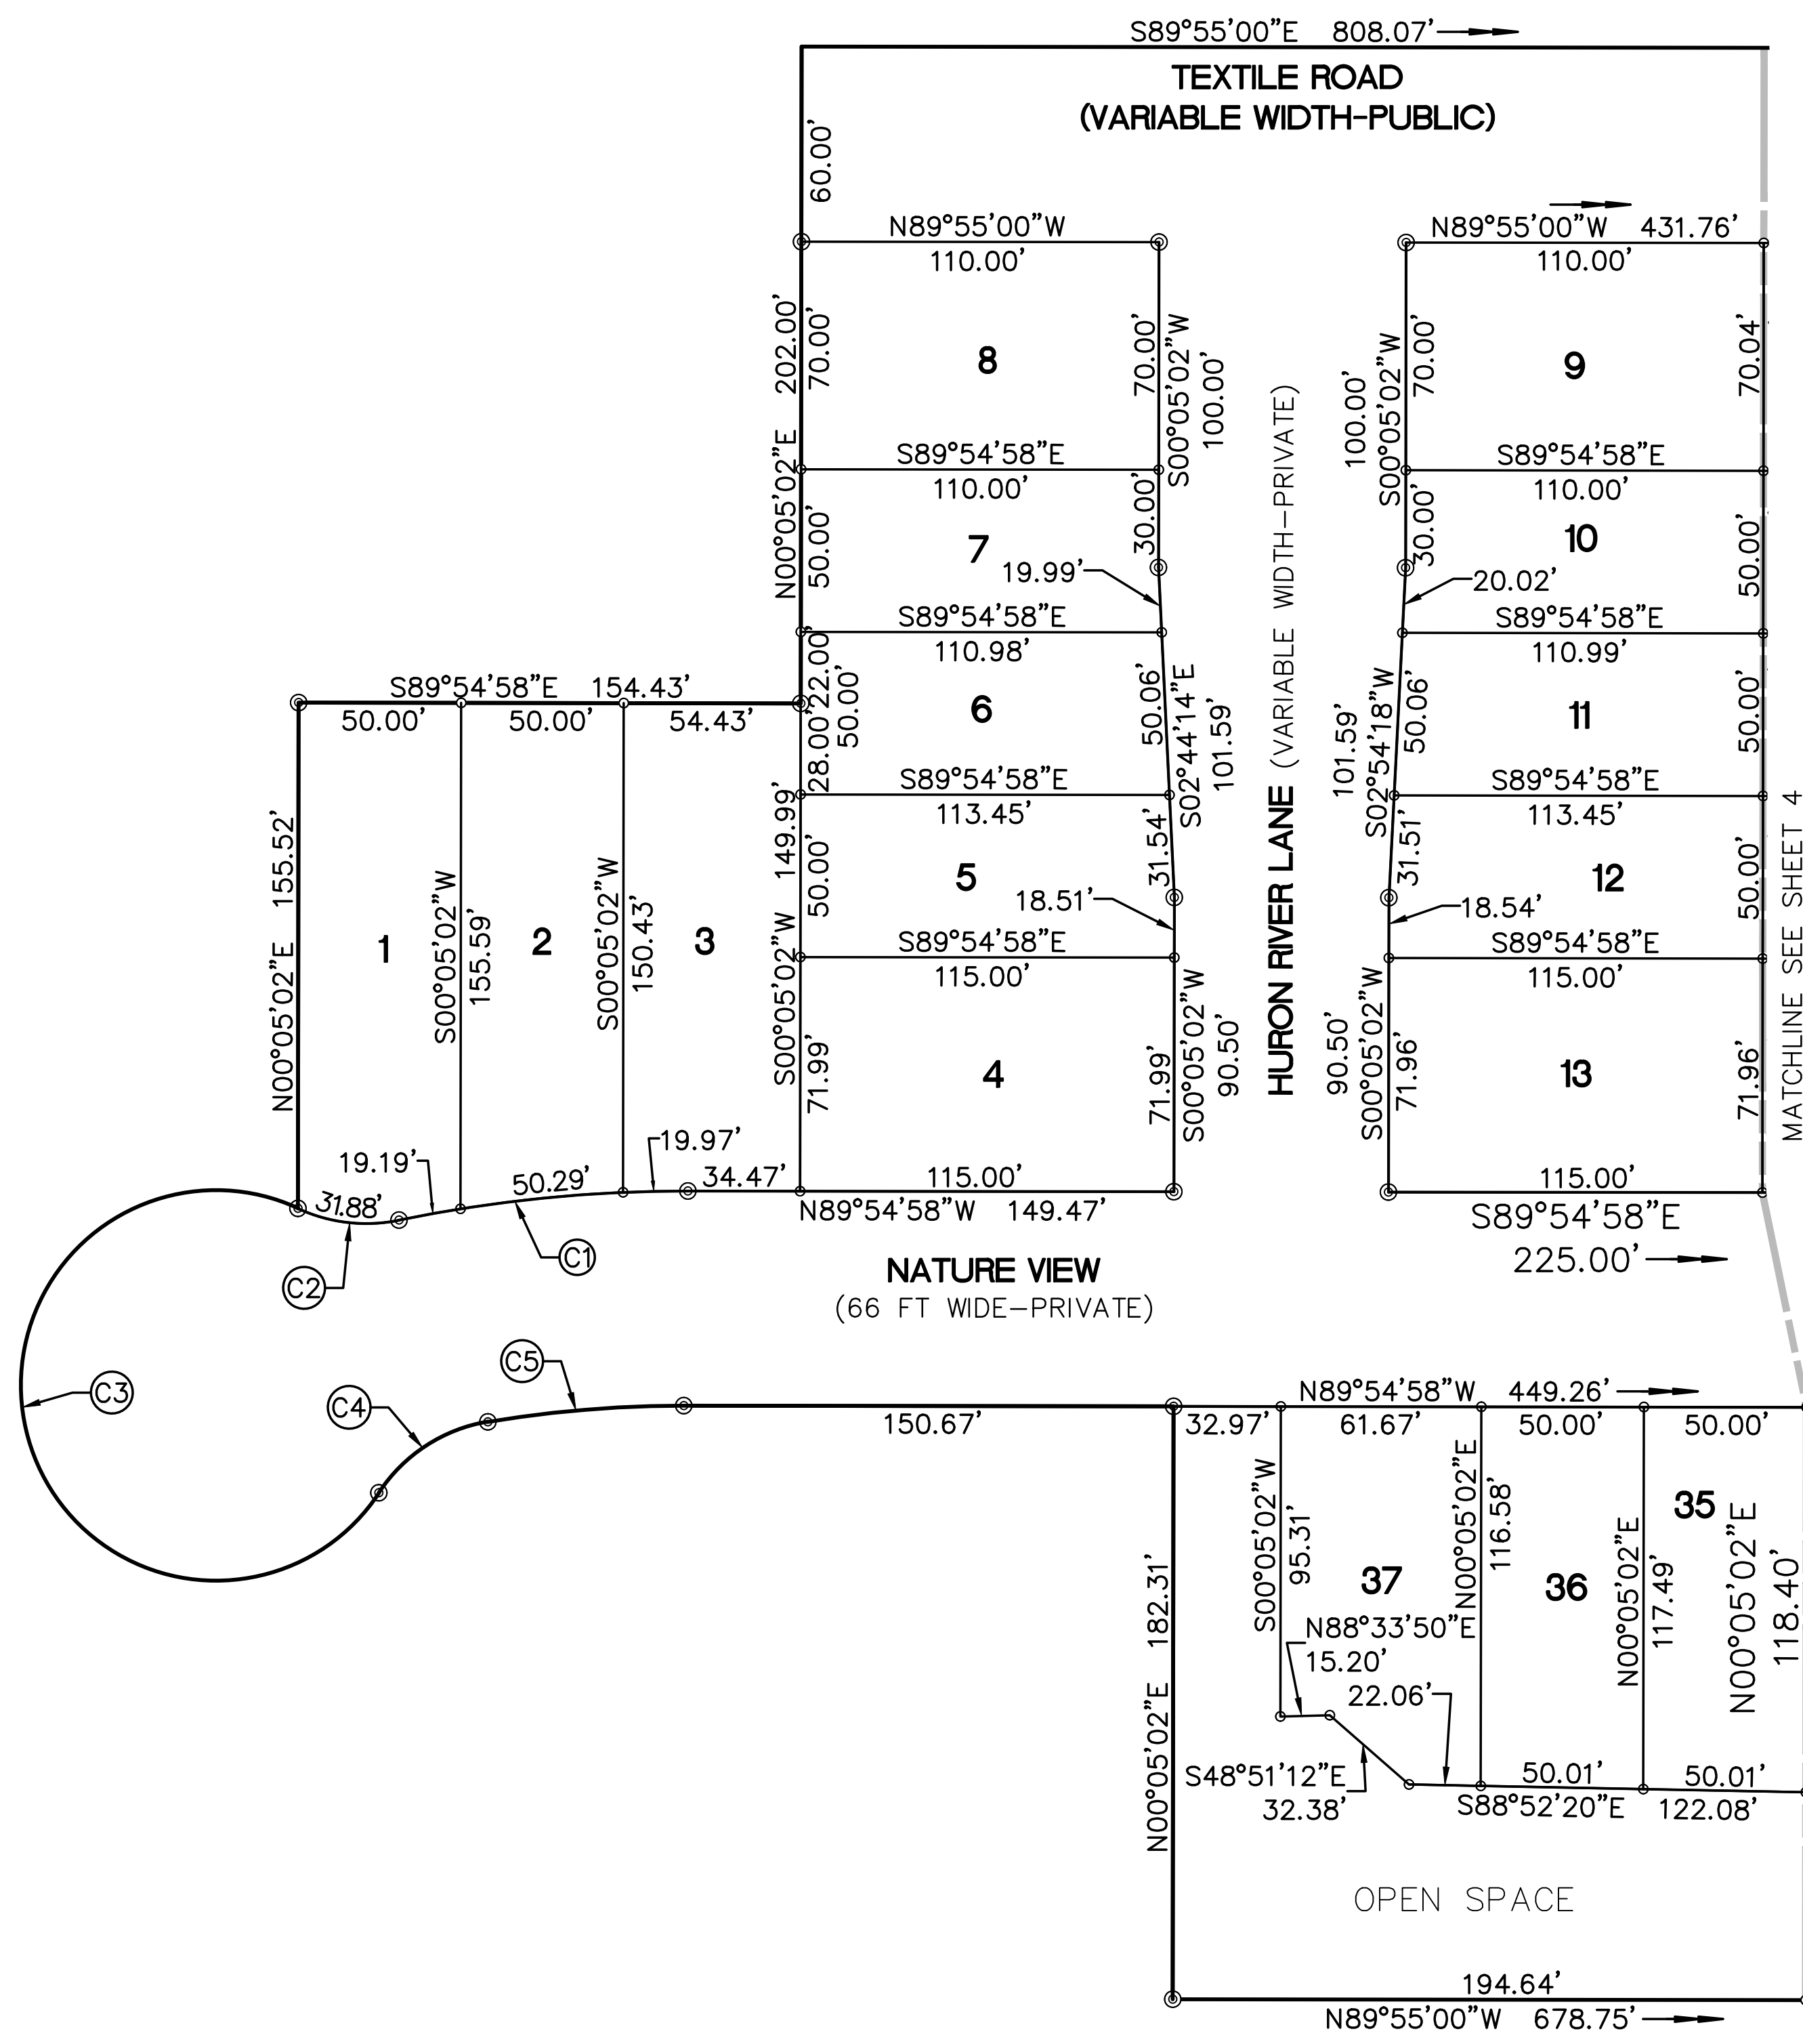 S89°55'00"E 808.07'
TEXTILE ROAD
(VARIABLE WIDTH-PUBLIC)
60.00'
N89°55'00"W
110.00'
N89°55'00"W 431.76'
110.00'
N00°05'02"E 202.00'
70.00'
8
70.00'
S00°05'02"W
100.00'
100.00'
S00°05'02"W
70.00'
9
70.04'
S89°54'58"E
110.00'
S89°54'58"E
110.00'
50.00'
7
30.00'
19.99'
30.00'
20.02'
10
50.00'
S89°54'58"E
110.98'
S89°54'58"E
110.99'
22.00'
28.00'
50.00'
6
50.06'
S02°44'14"E
101.59'
101.59'
S02°54'18"W
50.06'
11
50.00'
S89°54'58"E
113.45'
S89°54'58"E
113.45'
50.00'
5
31.54'
18.51'
31.51'
18.54'
12
50.00'
S89°54'58"E
115.00'
S89°54'58"E
115.00'
S00°05'02"W 149.99'
71.99'
4
71.99'
S00°05'02"W
90.50'
90.50'
S00°05'02"W
71.96'
13
71.96'
HURON RIVER LANE (VARIABLE WIDTH-PRIVATE)
MATCHLINE SEE SHEET 4
S89°54'58"E 154.43'
50.00'
50.00'
54.43'
N00°05'02"E 155.52'
1
S00°05'02"W
155.59'
2
S00°05'02"W
150.43'
3
31.88'
19.19'
50.29'
19.97'
34.47'
115.00'
N89°54'58"W 149.47'
115.00'
S89°54'58"E
225.00'
C2
C1
NATURE VIEW
(66 FT WIDE-PRIVATE)
C3
C4
C5
150.67'
N89°54'58"W 449.26'
32.97'
61.67'
50.00'
50.00'
N00°05'02"E 182.31'
S00°05'02"W
95.31'
37
N00°05'02"E
116.58'
36
N00°05'02"E
117.49'
35
N00°05'02"E
118.40'
N88°33'50"E
15.20'
22.06'
S48°51'12"E
32.38'
50.01'
50.01'
S88°52'20"E 122.08'
OPEN SPACE
194.64'
N89°55'00"W 678.75'